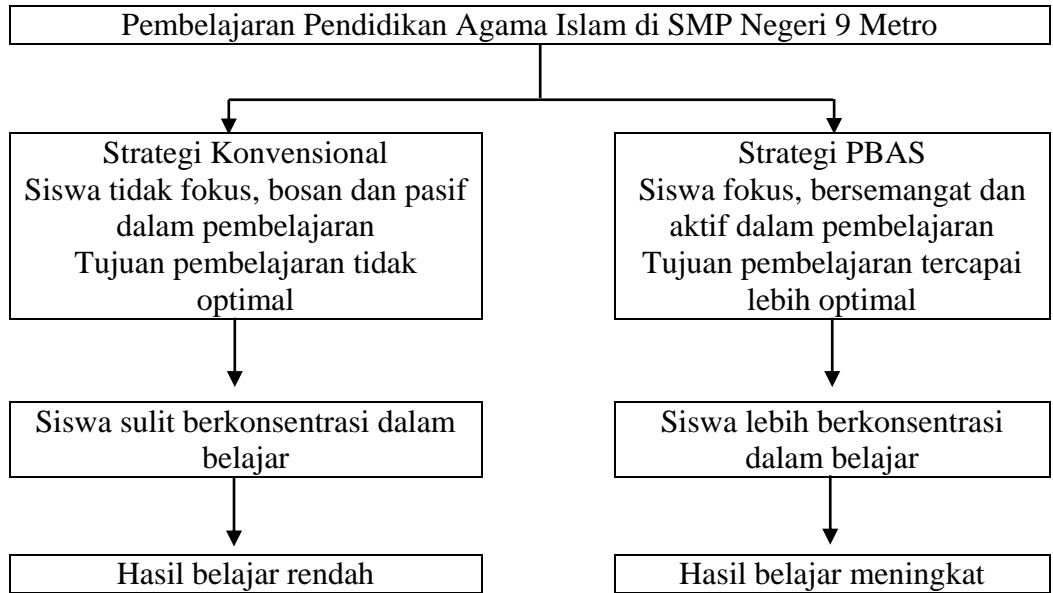 Pembelajaran Pendidikan Agama Islam di SMP Negeri 9 Metro
Strategi Konvensional
Siswa tidak fokus, bosan dan pasif
dalam pembelajaran
Tujuan pembelajaran tidak
optimal
Strategi PBAS
Siswa fokus, bersemangat dan
aktif dalam pembelajaran
Tujuan pembelajaran tercapai
lebih optimal
Siswa sulit berkonsentrasi dalam
belajar
Siswa lebih berkonsentrasi
dalam belajar
Hasil belajar rendah
Hasil belajar meningkat